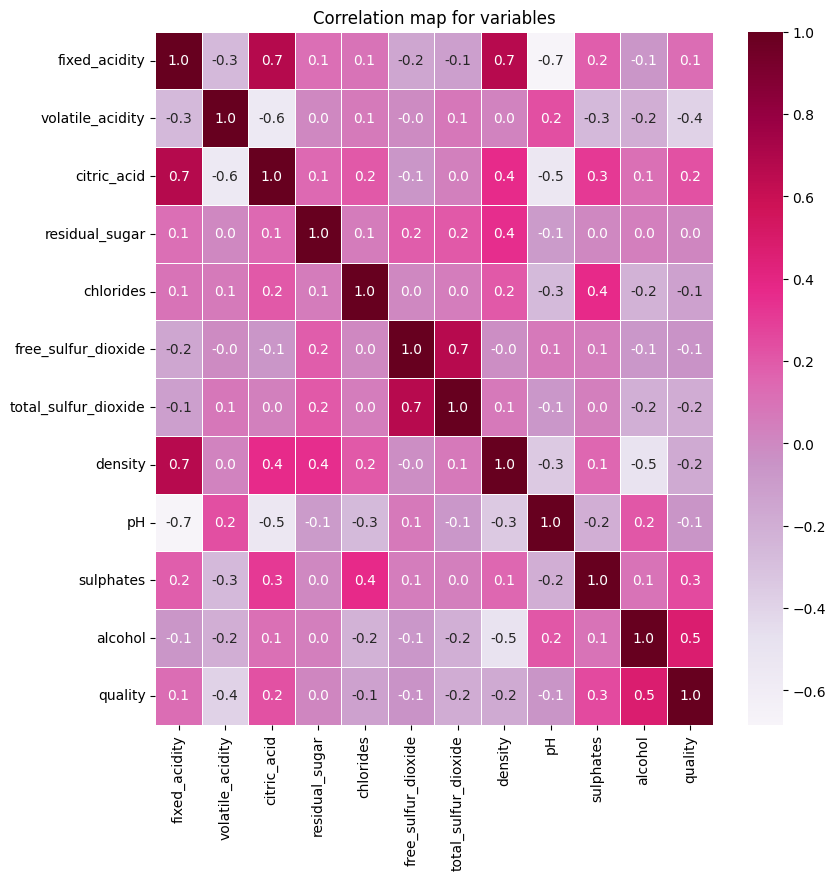 Correlation map for variables
fixed_acidity 1.0 -0.3 0.7 0.1 0.1 -0.2 -0.1 0.7 -0.7 0.2 -0.1 0.1
volatile_acidity -0.3 1.0 -0.6 0.0 0.1 -0.0 0.1 0.0 0.2 -0.3 -0.2 -0.4
citric_acid 0.7 -0.6 1.0 0.1 0.2 -0.1 0.0 0.4 -0.5 0.3 0.1 0.2
residual_sugar 0.1 0.0 0.1 1.0 0.1 0.2 0.2 0.4 -0.1 0.0 0.0 0.0
chlorides 0.1 0.1 0.2 0.1 1.0 0.0 0.0 0.2 -0.3 0.4 -0.2 -0.1
free_sulfur_dioxide -0.2 -0.0 -0.1 0.2 0.0 1.0 0.7 -0.0 0.1 0.1 -0.1 -0.1
total_sulfur_dioxide -0.1 0.1 0.0 0.2 0.0 0.7 1.0 0.1 -0.1 0.0 -0.2 -0.2
density 0.7 0.0 0.4 0.4 0.2 -0.0 0.1 1.0 -0.3 0.1 -0.5 -0.2
pH -0.7 0.2 -0.5 -0.1 -0.3 0.1 -0.1 -0.3 1.0 -0.2 0.2 -0.1
sulphates 0.2 -0.3 0.3 0.0 0.4 0.1 0.0 0.1 -0.2 1.0 0.1 0.3
alcohol -0.1 -0.2 0.1 0.0 -0.2 -0.1 -0.2 -0.5 0.2 0.1 1.0 0.5
quality 0.1 -0.4 0.2 0.0 -0.1 -0.1 -0.2 -0.2 -0.1 0.3 0.5 1.0
fixed_acidity
volatile_acidity
citric_acid
residual_sugar
chlorides
free_sulfur_dioxide
total_sulfur_dioxide
density
pH
sulphates
alcohol
quality
1.0
0.8
0.6
0.4
0.2
0.0
−0.2
−0.4
−0.6